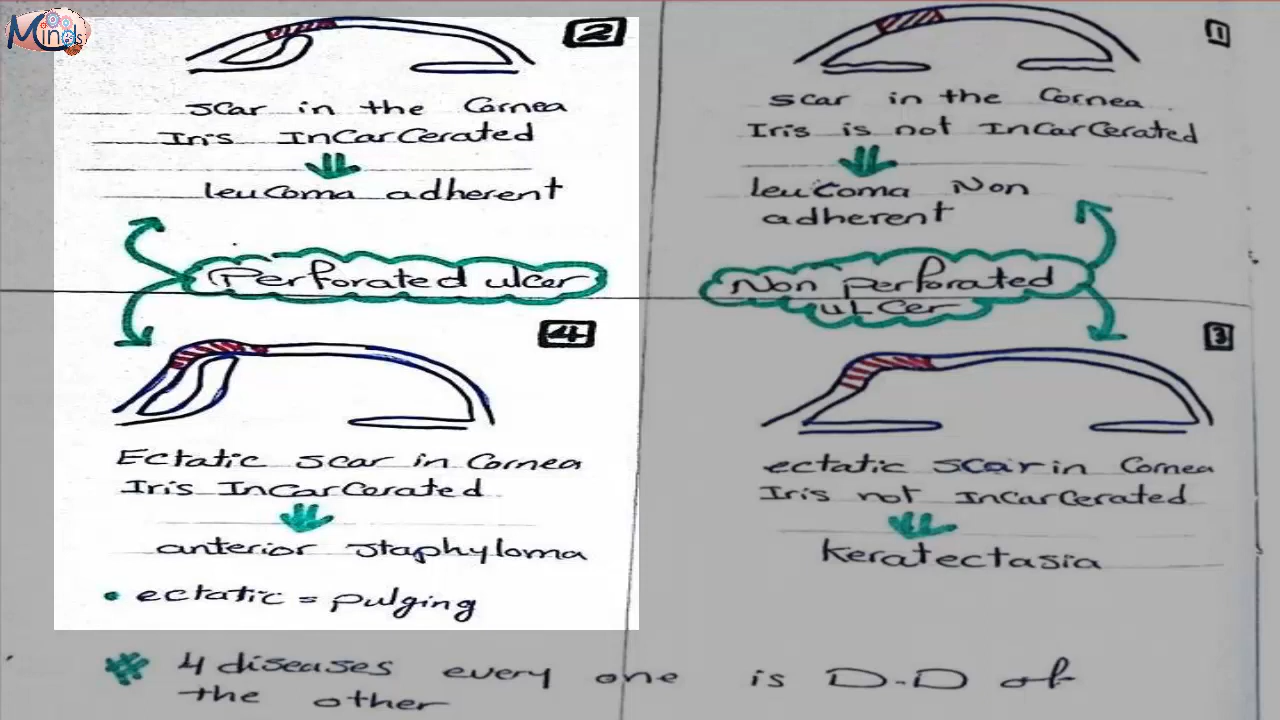 Minds
2
scar in the Cornea
Iris InCarCerated
leucoma adherent
1
scar in the Cornea
Iris is not InCarCerated
leucoma Non
adherent
Perforated ulcer
Non perforated
uLCer
4
Ectatic scar in Cornea
Iris InCarCerated
anterior staphyloma
• ectatic = pulging
3
ectatic scar in Cornea
Iris not InCarCerated
keratectasia
* 4 diseases every one is D.D of
the other